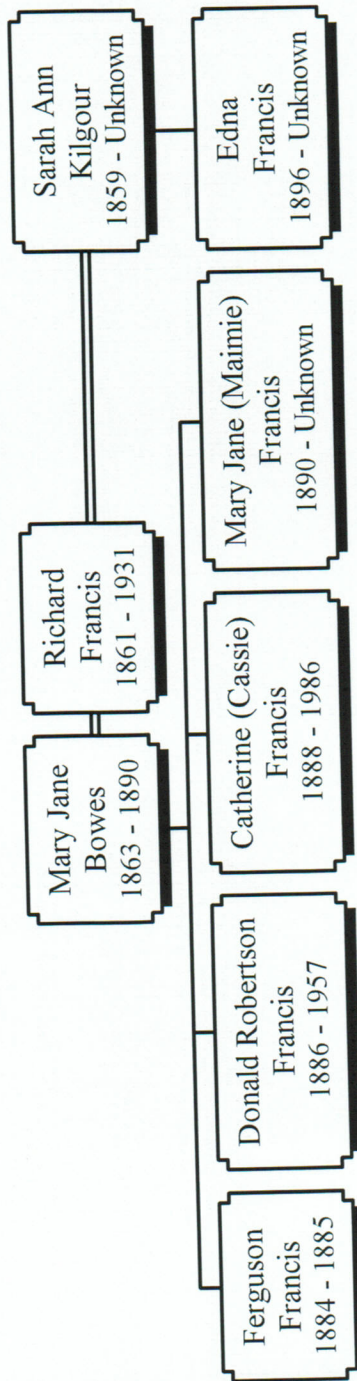 Mary Jane
Bowes
1863 - 1890
Richard
Francis
1861 - 1931
Sarah Ann
Kilgour
1859 - Unknown
Ferguson
Francis
1884 - 1885
Donald Robertson
Francis
1886 - 1957
Catherine (Cassie)
Francis
1888 - 1986
Mary Jane (Maimie)
Francis
1890 - Unknown
Edna
Francis
1896 - Unknown